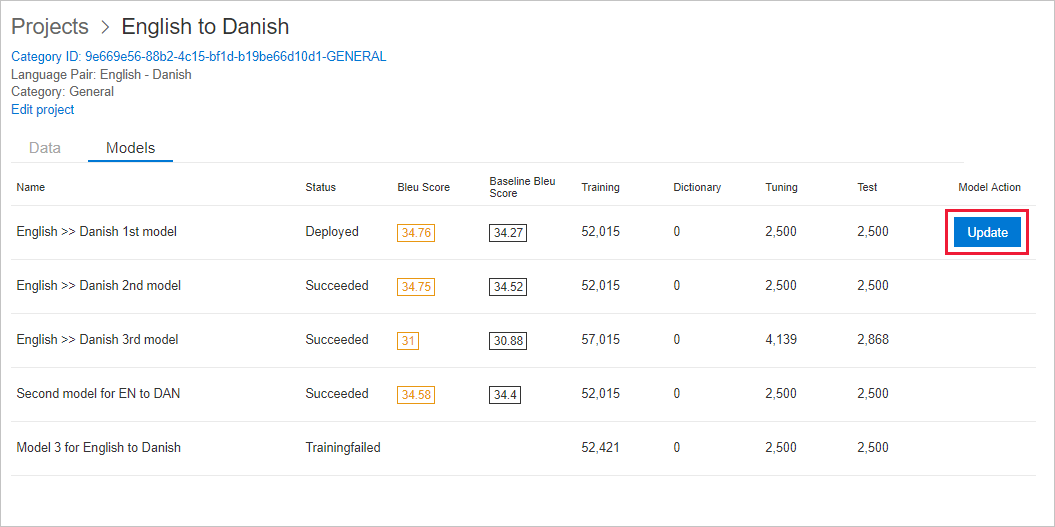 Projects > English to Danish
Category ID: 9e669e56-88b2-4c15-bf1d-b19be66d10d1-GENERAL
Language Pair: English - Danish
Category: General
Edit project
Data Models
Name Status Bleu Score Baseline Bleu Score Training Dictionary Tuning Test Model Action
English >> Danish 1st model Deployed 34.76 34.27 52,015 0 2,500 2,500 Update
English >> Danish 2nd model Succeeded 34.75 34.52 52,015 0 2,500 2,500
English >> Danish 3rd model Succeeded 31 30.88 57,015 0 4,139 2,868
Second model for EN to DAN Succeeded 34.58 34.4 52,015 0 2,500 2,500
Model 3 for English to Danish Trainingfailed 52,421 0 2,500 2,500